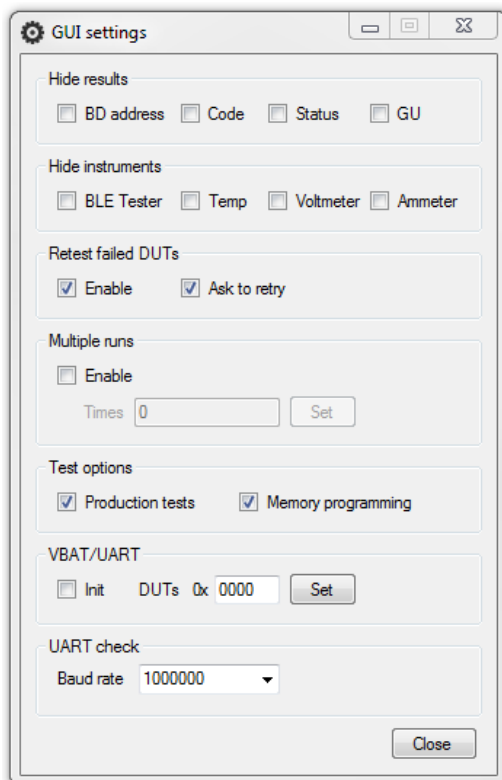 GUI settings
Hide results
BD address Code Status GU
Hide instruments
BLE Tester Temp Voltmeter Ammeter
Retest failed DUTs
Enable Ask to retry
Multiple runs
Enable
Times 0 Set
Test options
Production tests Memory programming
VBAT/UART
Init DUTs 0x 0000 Set
UART check
Baud rate 1000000
Close